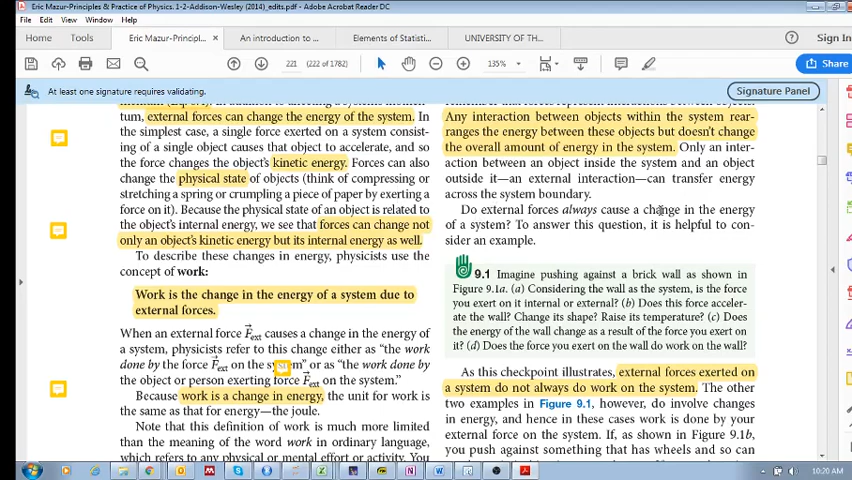 Eric Mazur-Principles & Practice of Physics. 1-2-Addison-Wesley (2014)_edits.pdf - Adobe Acrobat Reader DC
File Edit View Window Help
Home Tools Eric Mazur-Principl... × An introduction to ... Elements of Statisti... UNIVERSITY OF TH... Sign In
221 (222 of 1782) 135% Share
At least one signature requires validating. Signature Panel
tum, external forces can change the energy of the system. In
the simplest case, a single force exerted on a system consist-
ing of a single object causes that object to accelerate, and so
the force changes the object's kinetic energy. Forces can also
change the physical state of objects (think of compressing or
stretching a spring or crumpling a piece of paper by exerting a
force on it). Because the physical state of an object is related to
the object's internal energy, we see that forces can change not
only an object's kinetic energy but its internal energy as well.
To describe these changes in energy, physicists use the
concept of work:
Work is the change in the energy of a system due to
external forces.
When an external force F⃗ext causes a change in the energy of
a system, physicists refer to this change either as "the work
done by the force F⃗ext on the system" or as "the work done by
the object or person exerting force F⃗ext on the system."
Because work is a change in energy, the unit for work is
the same as that for energy—the joule.
Note that this definition of work is much more limited
than the meaning of the word work in ordinary language,
which refers to any physical or mental effort or activity. You
remember that forces represent interactions between objects.
Any interaction between objects within the system rear-
ranges the energy between these objects but doesn't change
the overall amount of energy in the system. Only an inter-
action between an object inside the system and an object
outside it—an external interaction—can transfer energy
across the system boundary.
Do external forces always cause a change in the energy
of a system? To answer this question, it is helpful to con-
sider an example.
9.1 Imagine pushing against a brick wall as shown in
Figure 9.1a. (a) Considering the wall as the system, is the force
you exert on it internal or external? (b) Does this force acceler-
ate the wall? Change its shape? Raise its temperature? (c) Does
the energy of the wall change as a result of the force you exert
on it? (d) Does the force you exert on the wall do work on the wall?
As this checkpoint illustrates, external forces exerted on
a system do not always do work on the system. The other
two examples in Figure 9.1, however, do involve changes
in energy, and hence in these cases work is done by your
external force on the system. If, as shown in Figure 9.1b,
you push against something that has wheels and so can
10:20 AM